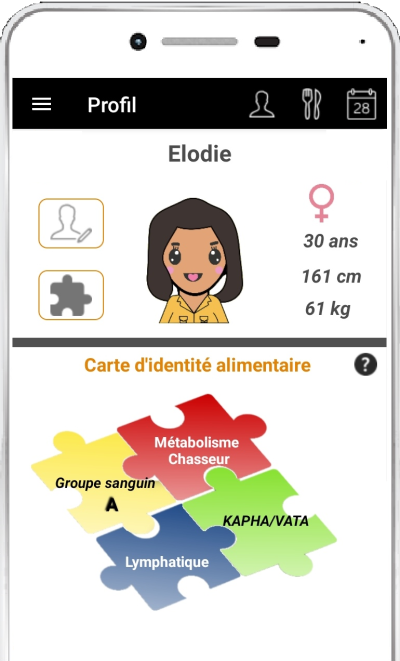 Profil
28
Elodie
30 ans
161 cm
61 kg
Carte d'identité alimentaire
?
Métabolisme
Chasseur
Groupe sanguin
A
KAPHA/VATA
Lymphatique